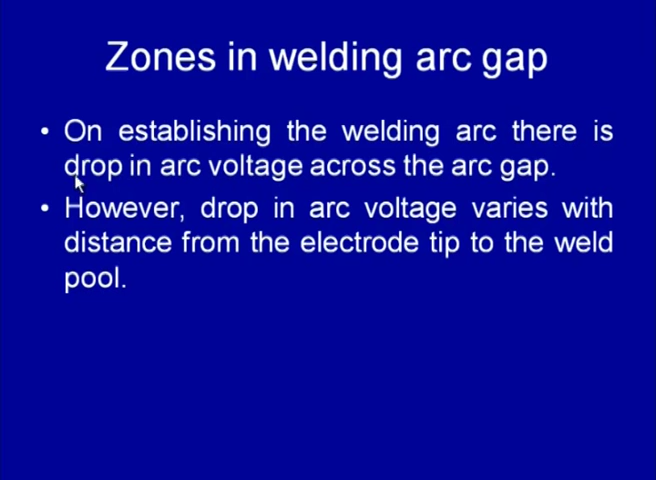 Zones in welding arc gap
• On establishing the welding arc there is
drop in arc voltage across the arc gap.
• However, drop in arc voltage varies with
distance from the electrode tip to the weld
pool.